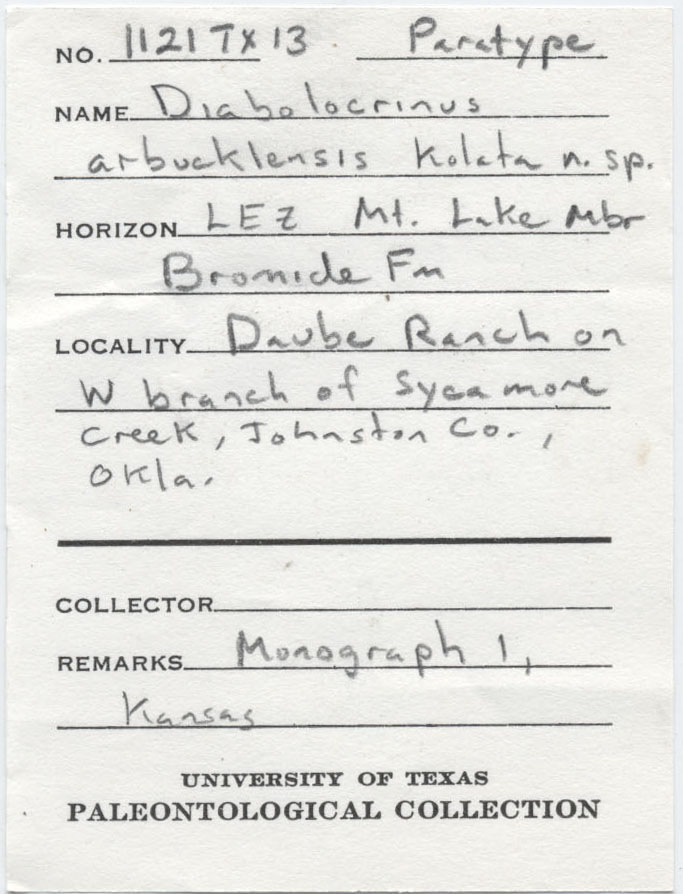 NO. 1121TX13 Paratype
NAME Diabolocrinus
arbucklensis Kolata n. sp.
HORIZON LEZ Mt. Lake Mbr
Bromide Fm
LOCALITY Daube Ranch on
W branch of Sycamore
Creek, Johnston Co.,
Okla.
COLLECTOR
REMARKS Monograph 1,
Kansas
UNIVERSITY OF TEXAS
PALEONTOLOGICAL COLLECTION